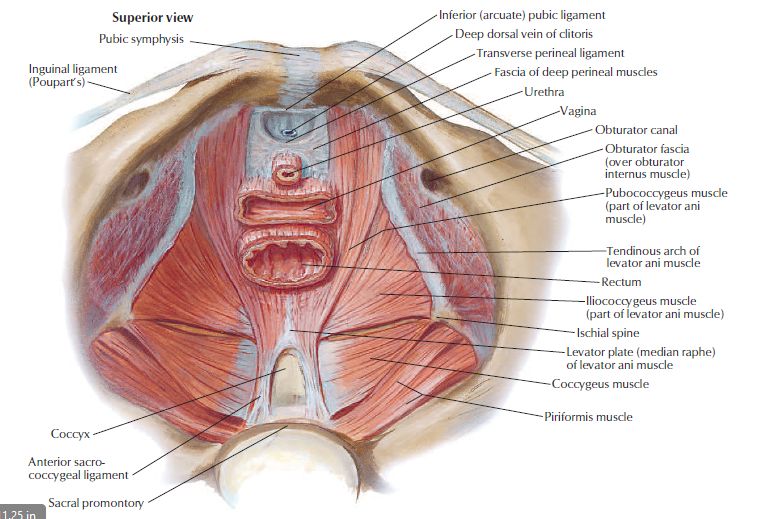 Superior view
Pubic symphysis
Inguinal ligament
(Poupart's)
Inferior (arcuate) pubic ligament
Deep dorsal vein of clitoris
Transverse perineal ligament
Fascia of deep perineal muscles
Urethra
Vagina
Obturator canal
Obturator fascia
(over obturator
internus muscle)
Pubococcygeus muscle
(part of levator ani
muscle)
Tendinous arch of
levator ani muscle
Rectum
Iliococcygeus muscle
(part of levator ani muscle)
Ischial spine
Levator plate (median raphe)
of levator ani muscle
Coccygeus muscle
Piriformis muscle
Coccyx
Anterior sacro-
coccygeal ligament
Sacral promontory
1.25 in